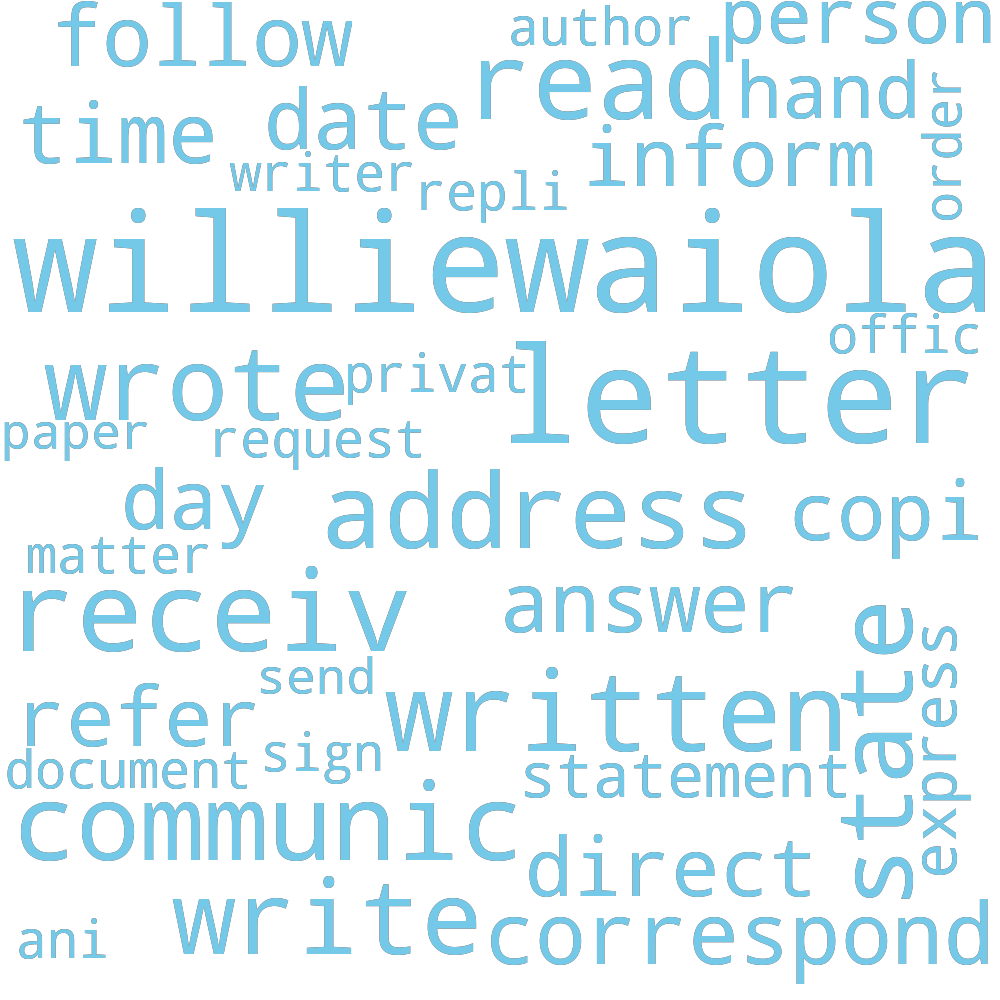 follow
author
person
read
hand
time
date
order
inform
writer
repli
williewaiola
offic
wrote
privat
letter
paper
request
day
address
copi
matter
receiv
answer
state
express
send
refer
written
sign
document
statement
communic
direct
write
correspond
ani